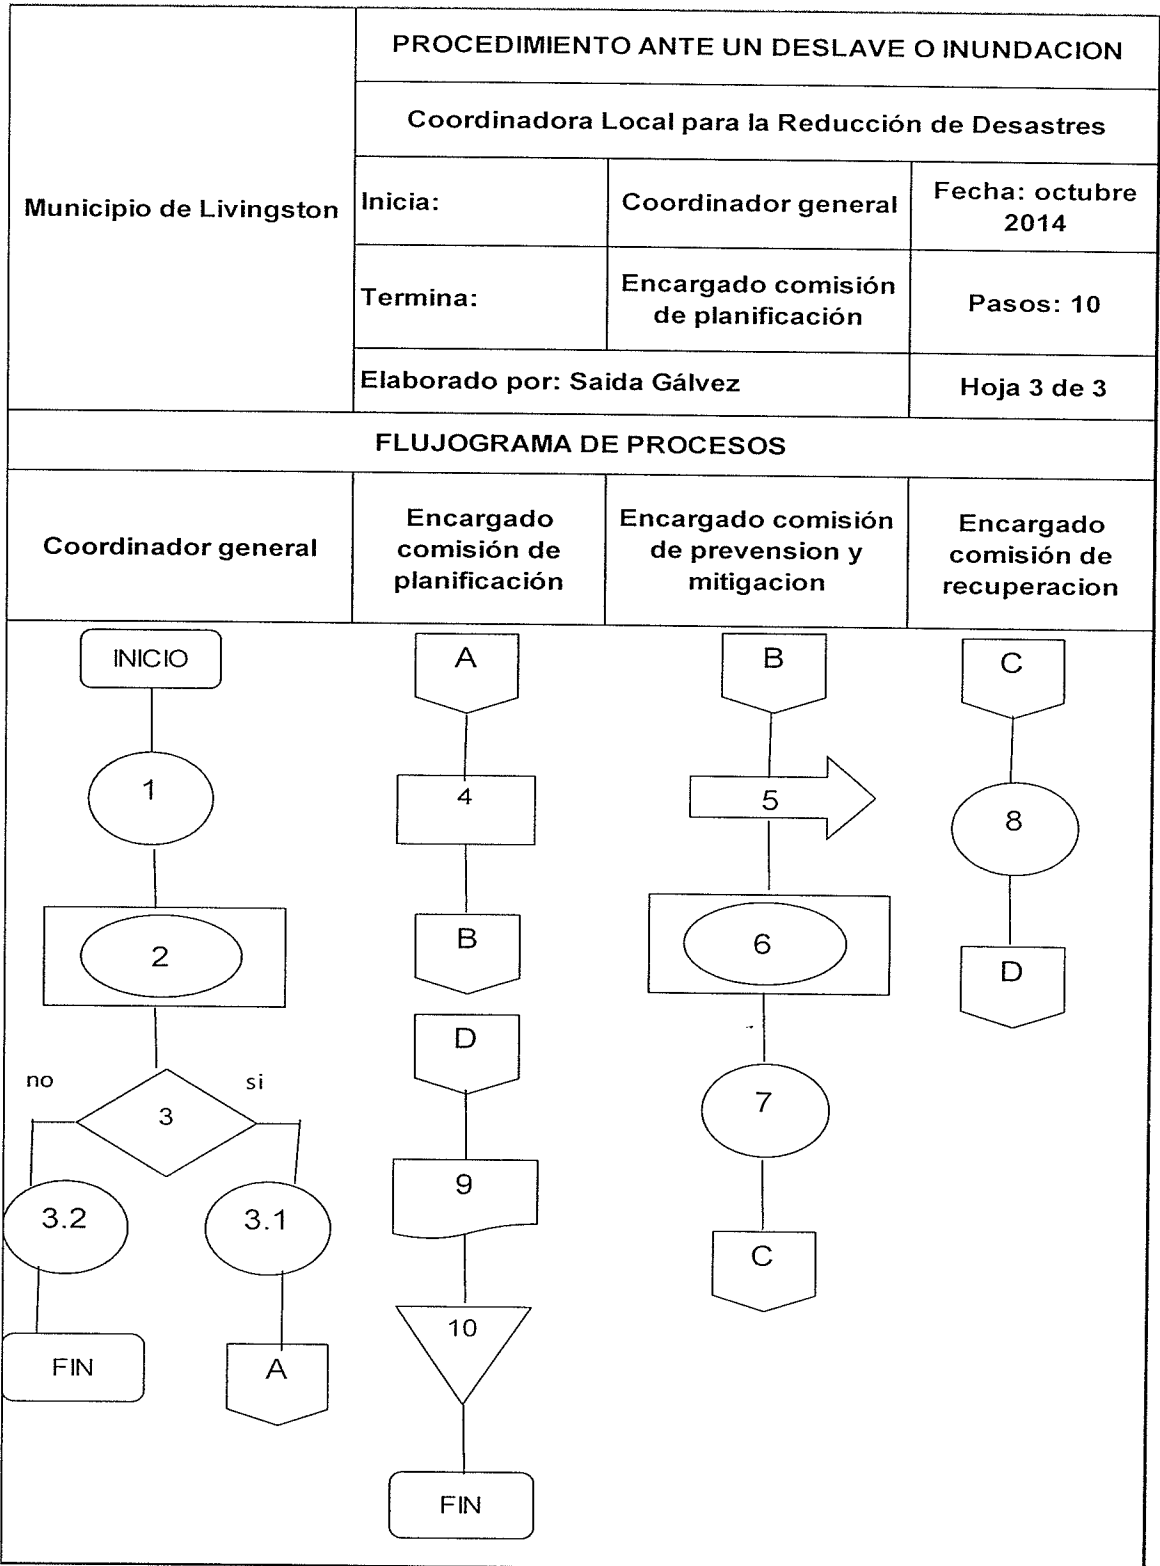 PROCEDIMIENTO ANTE UN DESLAVE O INUNDACION
Coordinadora Local para la Reducción de Desastres
Municipio de Livingston
Inicia:
Coordinador general
Fecha: octubre
2014
Termina:
Encargado comisión
de planificación
Pasos: 10
Elaborado por: Saida Gálvez
Hoja 3 de 3
FLUJOGRAMA DE PROCESOS
Coordinador general
Encargado
comisión de
planificación
Encargado comisión
de prevension y
mitigacion
Encargado
comisión de
recuperacion
INICIO
1
2
no
si
3
3.2
3.1
FIN
A
A
4
B
D
9
10
FIN
B
5
6
7
C
C
8
D